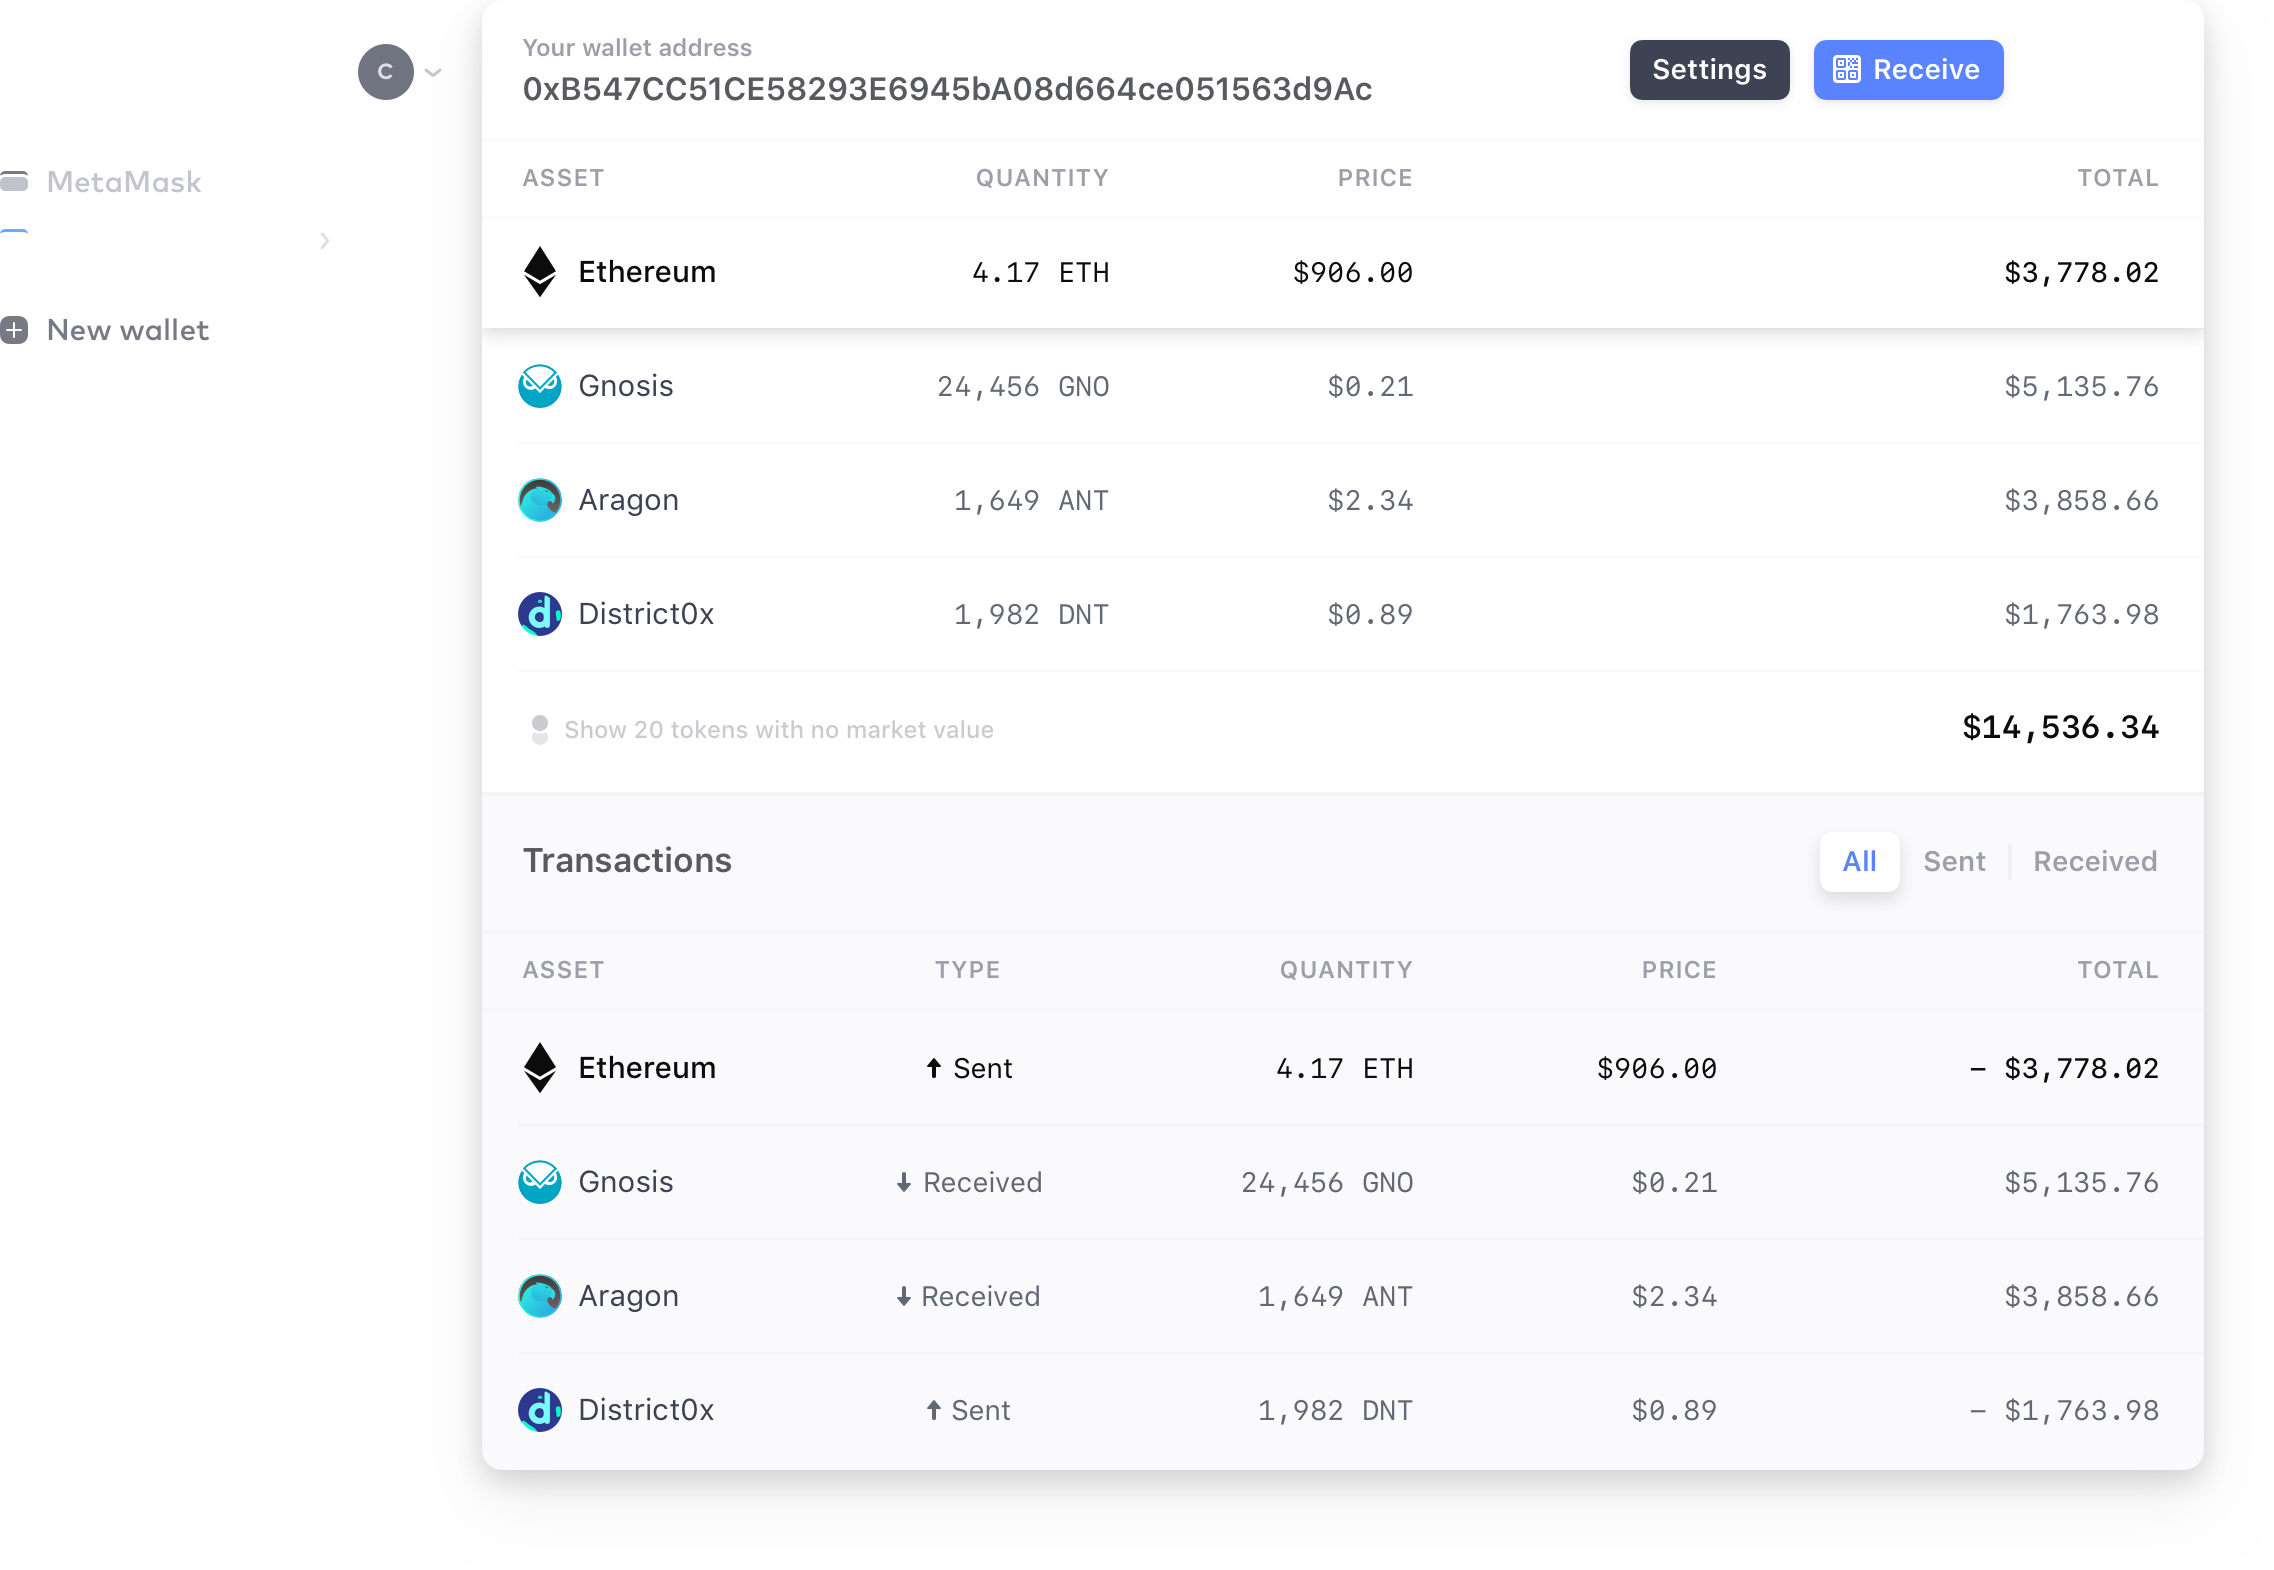 C
MetaMask
New wallet
Your wallet address
0xB547CC51CE58293E6945bA08d664ce051563d9Ac
Settings
Receive
ASSET QUANTITY PRICE TOTAL
Ethereum 4.17 ETH $906.00 $3,778.02
Gnosis 24,456 GNO $0.21 $5,135.76
Aragon 1,649 ANT $2.34 $3,858.66
District0x 1,982 DNT $0.89 $1,763.98
Show 20 tokens with no market value $14,536.34
Transactions All Sent Received
ASSET TYPE QUANTITY PRICE TOTAL
Ethereum Sent 4.17 ETH $906.00 – $3,778.02
Gnosis Received 24,456 GNO $0.21 $5,135.76
Aragon Received 1,649 ANT $2.34 $3,858.66
District0x Sent 1,982 DNT $0.89 – $1,763.98